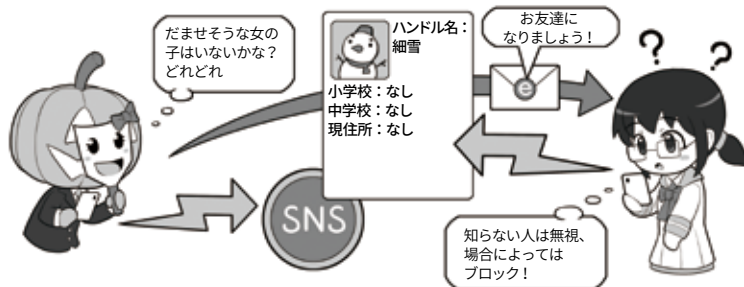 だませそうな女の
子はいないかな？
どれどれ
ハンドル名：
細雪
小学校：なし
中学校：なし
現住所：なし
お友達に
なりましょう！
e
？
？
SNS
知らない人は無視、
場合によっては
ブロック！